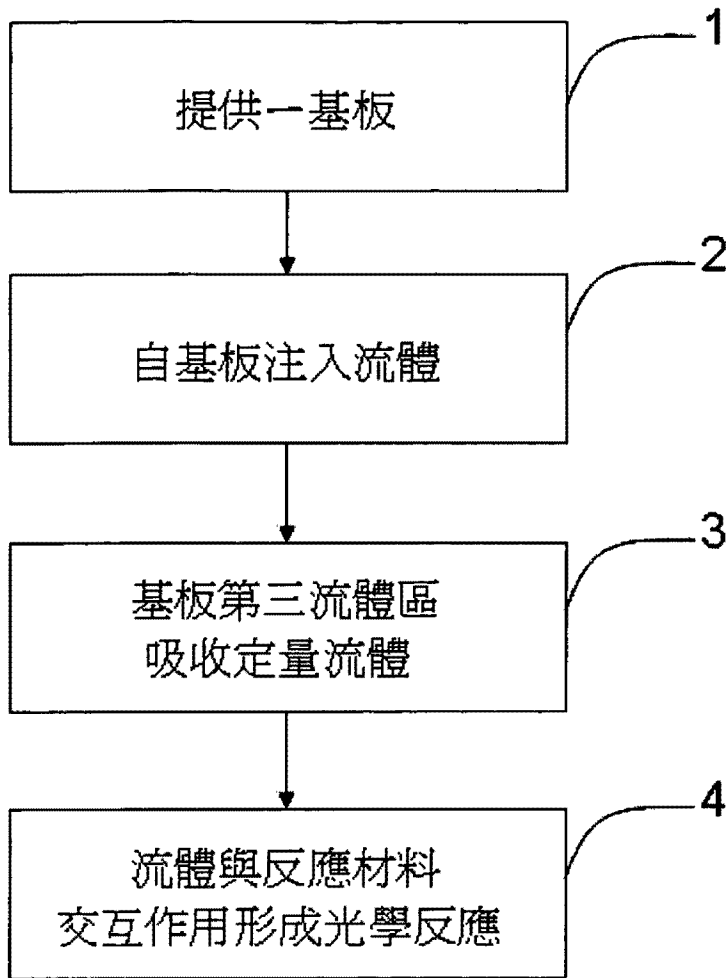 1
提供一基板
2
自基板注入流體
3
基板第三流體區
吸收定量流體
4
流體與反應材料
交互作用形成光學反應